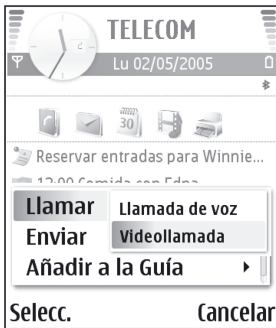 TELECOM
Lu 02/05/2005
30
Reservar entradas para Winnie...
12:00 Comida con Edna
Llamar
Llamada de voz
Enviar
Videollamada
Añadir a la Guía
Selecc.
Cancelar